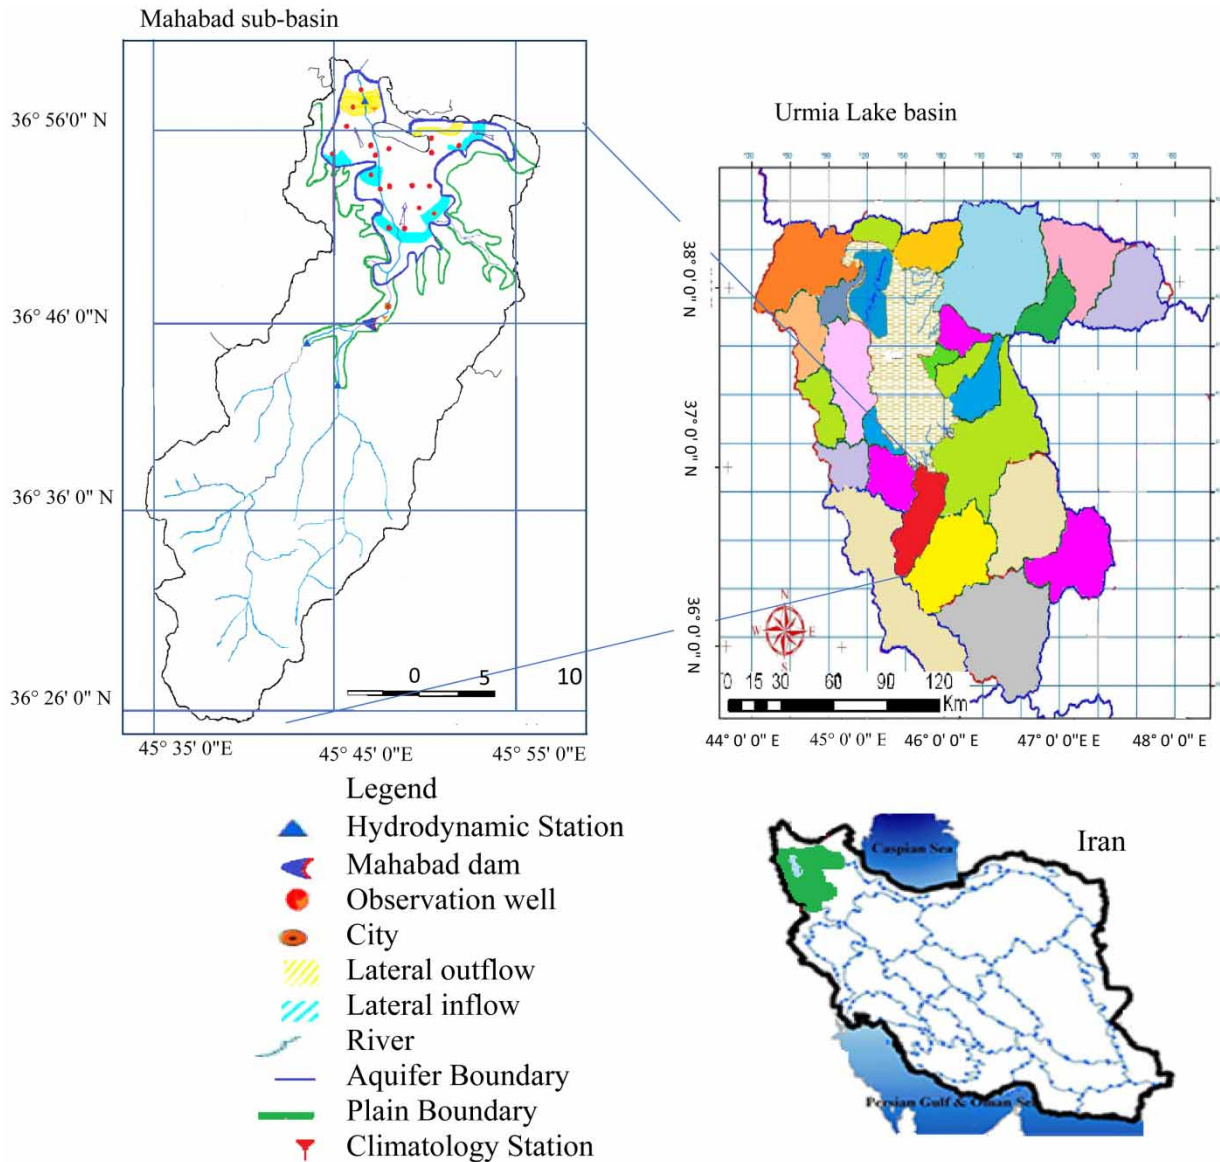 Mahabad sub-basin
36° 56'0" N
36° 46' 0"N
36° 36' 0" N
36° 26' 0" N
0 5 10
45° 35' 0"E
45° 45' 0"E
45° 55' 0"E
Urmia Lake basin
38° 0' 0" N
37° 0' 0" N
36° 0' 0" N
N
W E
S
0 15 30 60 90 120
Km
44° 0' 0" E 45° 0' 0" E 46° 0' 0" E 47° 0' 0" E 48° 0' 0" E
Legend
Hydrodynamic Station
Mahabad dam
Observation well
City
Lateral outflow
Lateral inflow
River
Aquifer Boundary
Plain Boundary
Climatology Station
Iran
Caspian Sea
Persian Gulf & Oman Sea